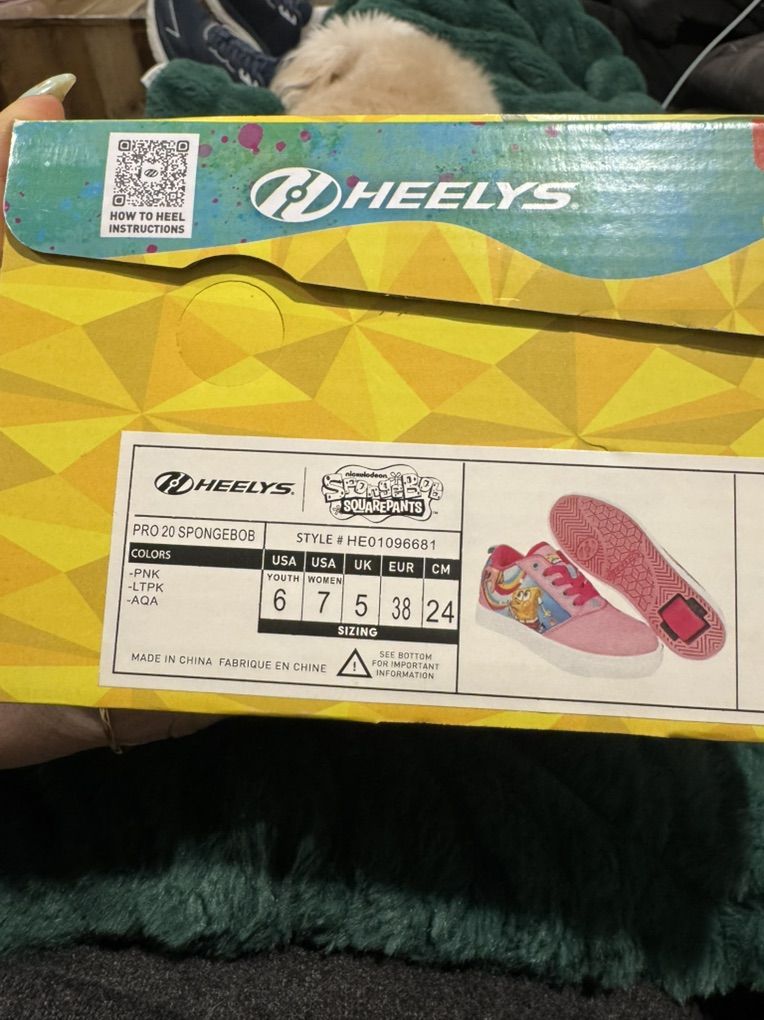 HOW TO HEEL
INSTRUCTIONS
HEELYS
HEELYS.
nickelodeon
SPONGEBOB
SQUAREPANTS
PRO 20 SPONGEBOB
STYLE # HE01096681
COLORS
-PNK
-LTPK
-AQA
USA USA UK EUR CM
YOUTH WOMEN
6 7 5 38 24
SIZING
MADE IN CHINA FABRIQUE EN CHINE
SEE BOTTOM
FOR IMPORTANT
INFORMATION